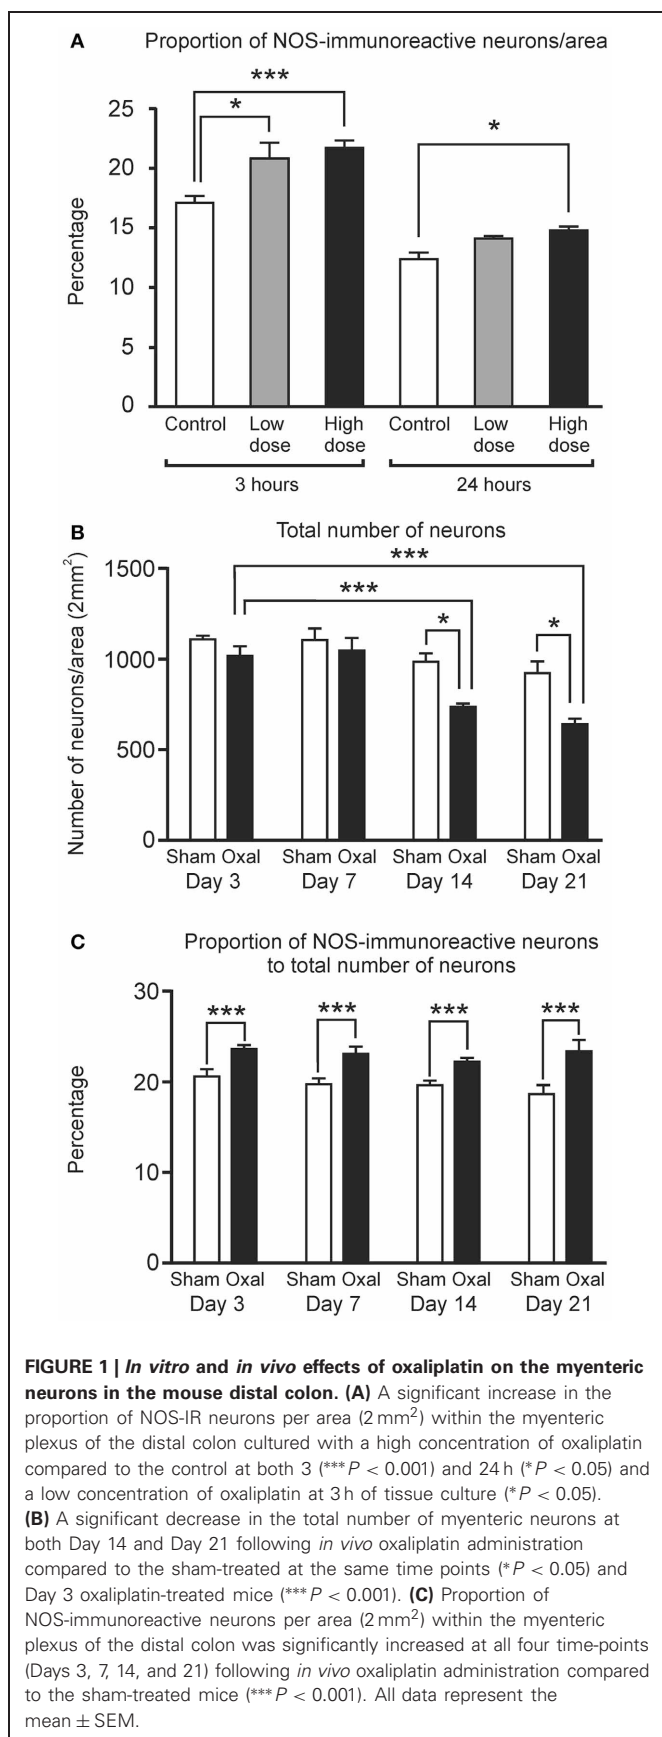 A Proportion of NOS-immunoreactive neurons/area
***
*
*
Percentage
25
20
15
10
5
0
Control Low dose High dose Control Low dose High dose
3 hours 24 hours
B Total number of neurons
***
***
*
*
Number of neurons/area (2mm²)
1500
1000
500
0
Sham Oxal Sham Oxal Sham Oxal Sham Oxal
Day 3 Day 7 Day 14 Day 21
C Proportion of NOS-immunoreactive neurons
to total number of neurons
*** *** *** ***
Percentage
30
20
10
0
Sham Oxal Sham Oxal Sham Oxal Sham Oxal
Day 3 Day 7 Day 14 Day 21
FIGURE 1 | In vitro and in vivo effects of oxaliplatin on the myenteric
neurons in the mouse distal colon. (A) A significant increase in the
proportion of NOS-IR neurons per area (2 mm²) within the myenteric
plexus of the distal colon cultured with a high concentration of oxaliplatin
compared to the control at both 3 (***P < 0.001) and 24 h (*P < 0.05) and
a low concentration of oxaliplatin at 3 h of tissue culture (*P < 0.05).
(B) A significant decrease in the total number of myenteric neurons at
both Day 14 and Day 21 following in vivo oxaliplatin administration
compared to the sham-treated at the same time points (*P < 0.05) and
Day 3 oxaliplatin-treated mice (***P < 0.001). (C) Proportion of
NOS-immunoreactive neurons per area (2 mm²) within the myenteric
plexus of the distal colon was significantly increased at all four time-points
(Days 3, 7, 14, and 21) following in vivo oxaliplatin administration compared
to the sham-treated mice (***P < 0.001). All data represent the
mean ± SEM.